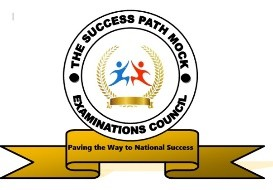 THE SUCCESS PATH MOCK
EXAMINATIONS COUNCIL
Paving the Way to National Success